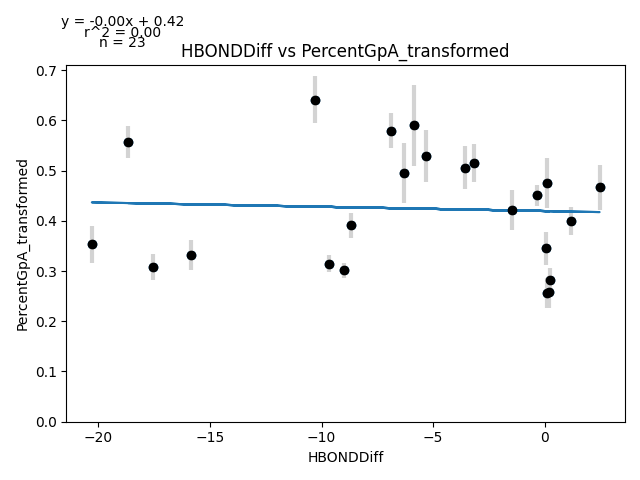 y = -0.00x + 0.42
r^2 = 0.00
n = 23
HBONDDiff vs PercentGpA_transformed
PercentGpA_transformed
0.7
0.6
0.5
0.4
0.3
0.2
0.1
0.0
−20
−15
−10
−5
0
HBONDDiff